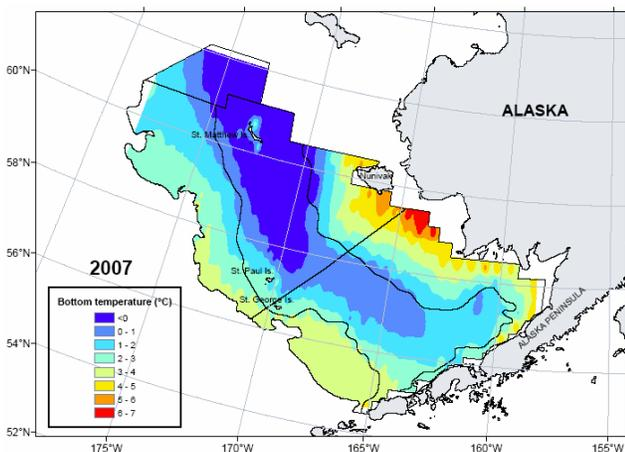 60°N
ALASKA
St. Matthew Is.
58°N
Nunivak
56°N
2007
St. Paul Is.
St. George Is.
Bottom temperature (°C)
<0
0 - 1
1 - 2
2 - 3
3 - 4
4 - 5
5 - 6
6 - 7
ALASKA PENINSULA
54°N
52°N
175°W
170°W
165°W
160°W
155°W